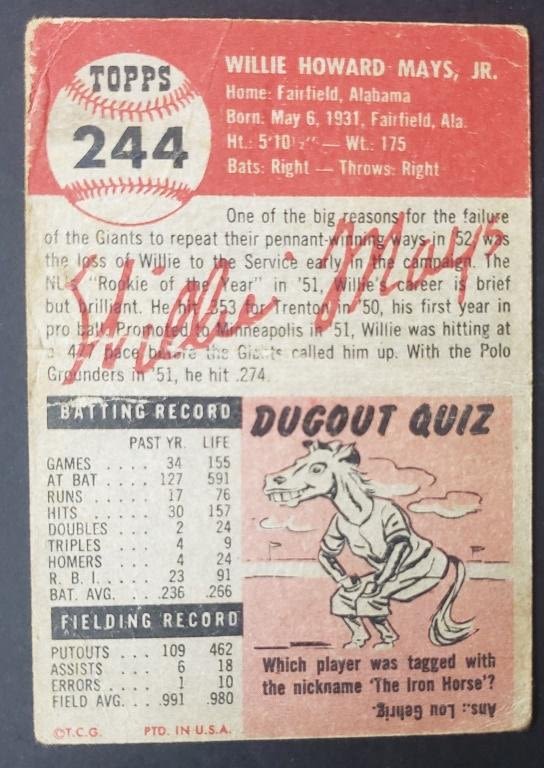 TOPPS
244
WILLIE HOWARD MAYS, JR.
Home: Fairfield, Alabama
Born: May 6, 1931, Fairfield, Ala.
Ht.: 5'10½" — Wt.: 175
Bats: Right — Throws: Right
One of the big reasons for the failure
of the Giants to repeat their pennant-winning ways in '52 was
the loss of Willie to the Service early in the campaign. The
NL's "Rookie of the Year" in '51, Willie's career is brief
but brilliant. He hit .353 for Trenton in '50, his first year in
pro ball. Promoted to Minneapolis in '51, Willie was hitting at
a .477 pace before the Giants called him up. With the Polo
Grounders in '51, he hit .274.
Willie Mays
BATTING RECORD
PAST YR. LIFE
GAMES .... 34 155
AT BAT .... 127 591
RUNS .... 17 76
HITS .... 30 157
DOUBLES ... 2 24
TRIPLES ... 4 9
HOMERS ... 4 24
R. B. I. .... 23 91
BAT. AVG. ... .236 .266
FIELDING RECORD
PUTOUTS ... 109 462
ASSISTS ... 6 18
ERRORS .... 1 10
FIELD AVG. ... .991 .980
©T.C.G. PTD. IN U.S.A.
DUGOUT QUIZ
Which player was tagged with
the nickname 'The Iron Horse'?
Ans.: Lou Gehrig.